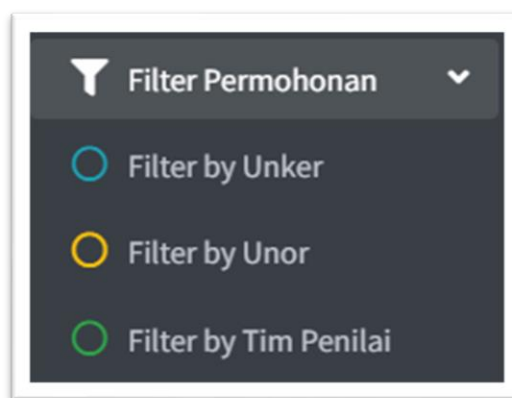 Filter Permohonan
Filter by Unker
Filter by Unor
Filter by Tim Penilai